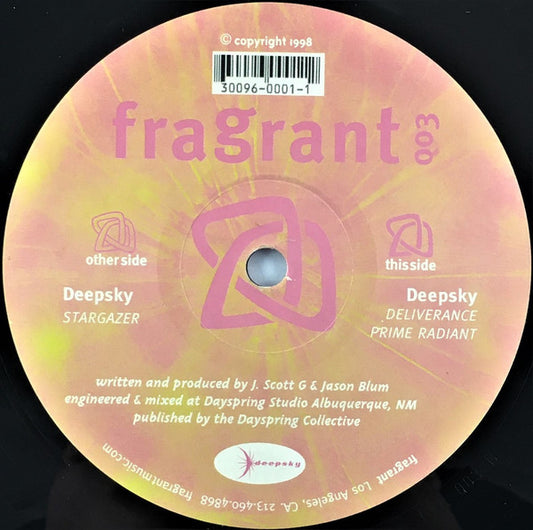 © copyright 1998
30096-0001-1
fragrant
003
other side
Deepsky
STARGAZER
this side
Deepsky
DELIVERANCE
PRIME RADIANT
written and produced by J. Scott G & Jason Blum
engineered & mixed at Dayspring Studio Albuquerque, NM
published by the Dayspring Collective
deepsky
fragrant Los Angeles, CA. 213.460.4868 fragrantmusic.com